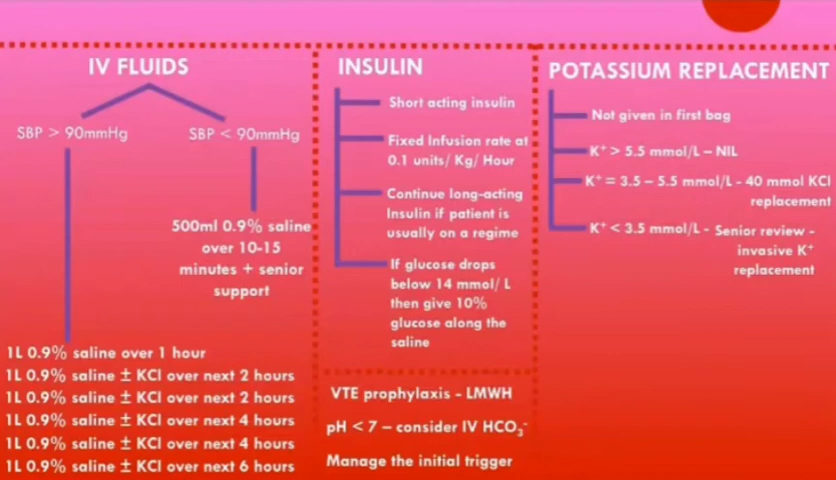 IV FLUIDS
SBP > 90mmHg
SBP < 90mmHg
500ml 0.9% saline
over 10-15
minutes + senior
support
1L 0.9% saline over 1 hour
1L 0.9% saline ± KCl over next 2 hours
1L 0.9% saline ± KCl over next 2 hours
1L 0.9% saline ± KCl over next 4 hours
1L 0.9% saline ± KCl over next 4 hours
1L 0.9% saline ± KCl over next 6 hours
INSULIN
Short acting insulin
Fixed Infusion rate at
0.1 units/ Kg/ Hour
Continue long-acting
Insulin if patient is
usually on a regime
If glucose drops
below 14 mmol/ L
then give 10%
glucose along the
saline
VTE prophylaxis - LMWH
pH < 7 – consider IV HCO₃⁻
Manage the initial trigger
POTASSIUM REPLACEMENT
Not given in first bag
K⁺ > 5.5 mmol/L – NIL
K⁺ = 3.5 – 5.5 mmol/L - 40 mmol KCl
replacement
K⁺ < 3.5 mmol/L - Senior review -
invasive K⁺
replacement